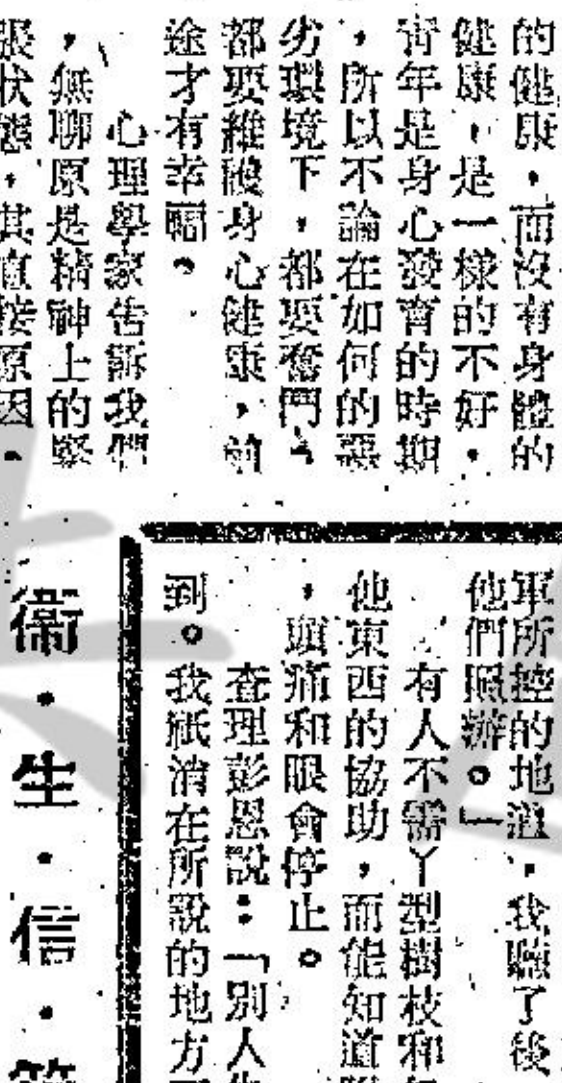 的健康,而沒有身體的
健康,是一樣的不好。
青年是身心發育的時期
,所以不論在如何的惡
劣環境下,都要奮鬥,
都要維護身心健康,前
途才有幸福。
心理學家告訴我們
,無聊原是精神上的緊
張狀態,其直接原因,
軍所控的地道,我聽了後
他們照辦。」
有人不需丫型樹枝和
他東西的協助,而能知道
,頭痛和眼會停止。
查理彭恩說:「別人
到。我祇消在所說的地方
衛・生・信・箱